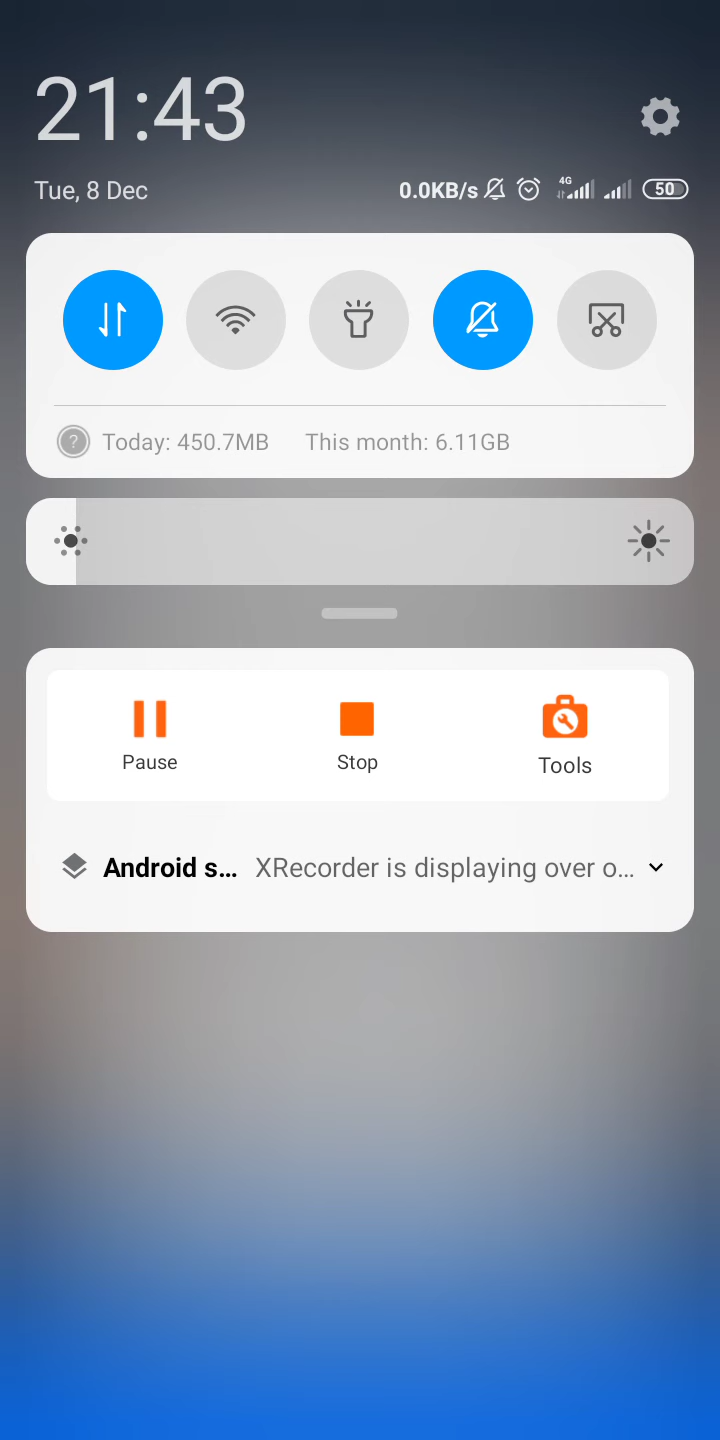 21:43
Tue, 8 Dec 0.0KB/s 4G 50
? Today: 450.7MB This month: 6.11GB
Pause Stop Tools
Android s... XRecorder is displaying over o...